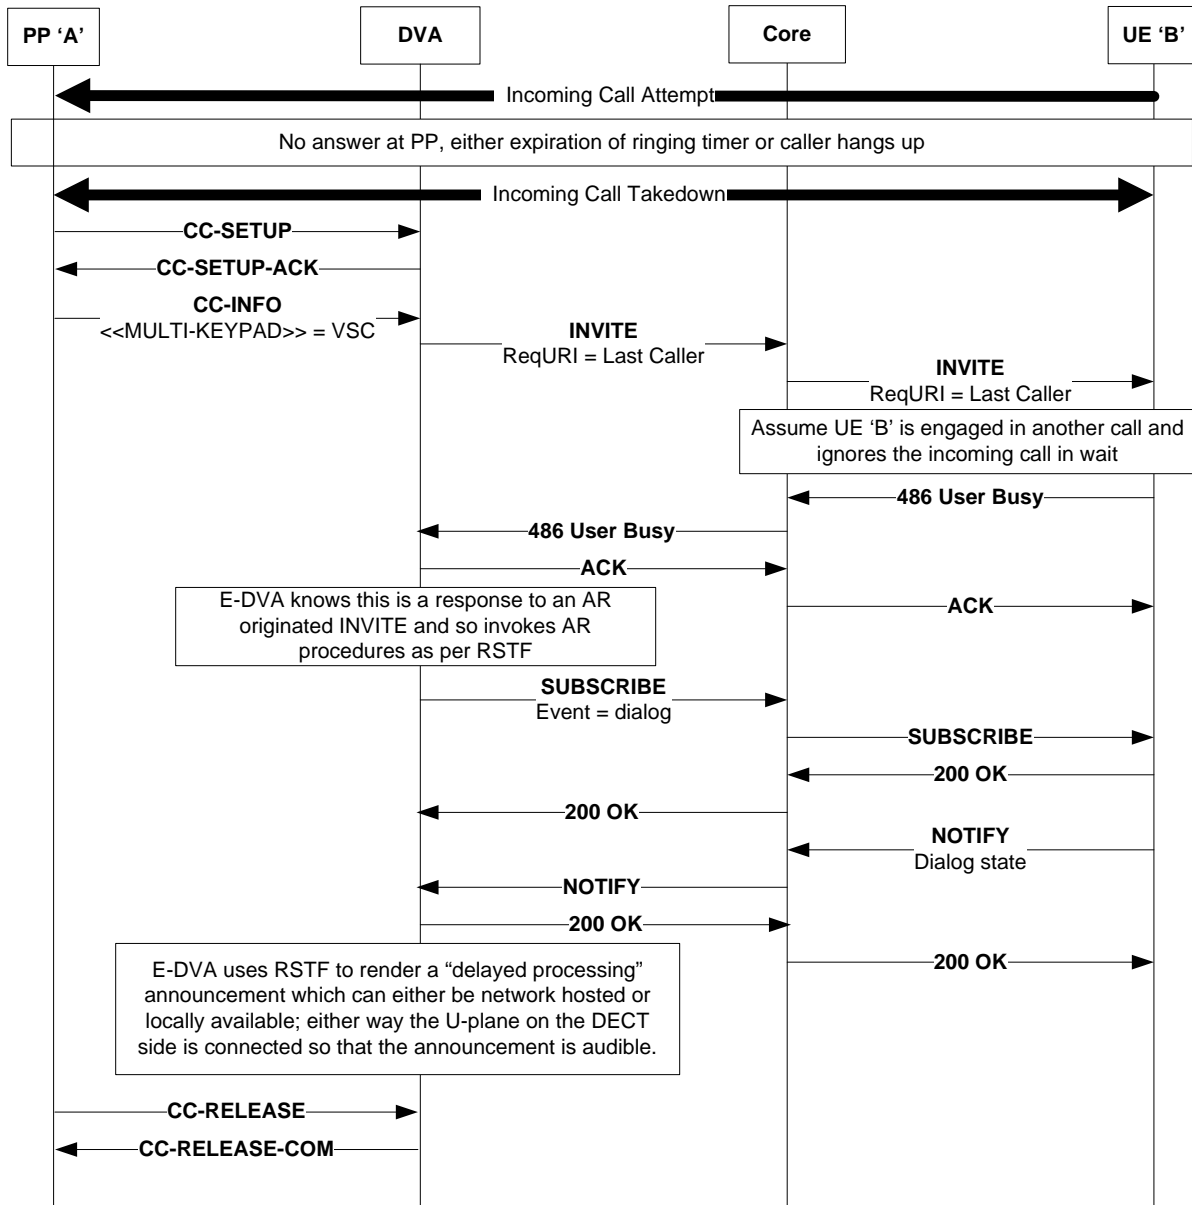 PP ‘A’
DVA
Core
UE ‘B’
Incoming Call Attempt
No answer at PP, either expiration of ringing timer or caller hangs up
Incoming Call Takedown
CC-SETUP
CC-SETUP-ACK
CC-INFO
<<MULTI-KEYPAD>> = VSC
INVITE
ReqURI = Last Caller
INVITE
ReqURI = Last Caller
Assume UE ‘B’ is engaged in another call and
ignores the incoming call in wait
486 User Busy
486 User Busy
ACK
E-DVA knows this is a response to an AR
originated INVITE and so invokes AR
procedures as per RSTF
ACK
SUBSCRIBE
Event = dialog
SUBSCRIBE
200 OK
200 OK
NOTIFY
Dialog state
NOTIFY
200 OK
E-DVA uses RSTF to render a “delayed processing”
announcement which can either be network hosted or
locally available; either way the U-plane on the DECT
side is connected so that the announcement is audible.
200 OK
CC-RELEASE
CC-RELEASE-COM